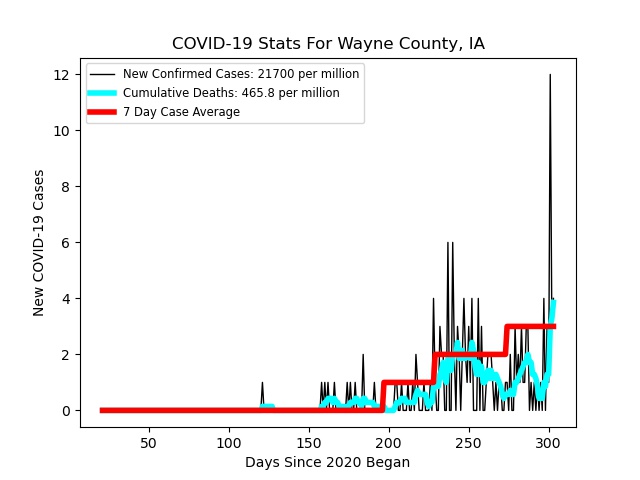 COVID-19 Stats For Wayne County, IA
New Confirmed Cases: 21700 per million
Cumulative Deaths: 465.8 per million
7 Day Case Average
New COVID-19 Cases
12
10
8
6
4
2
0
50 100 150 200 250 300
Days Since 2020 Began